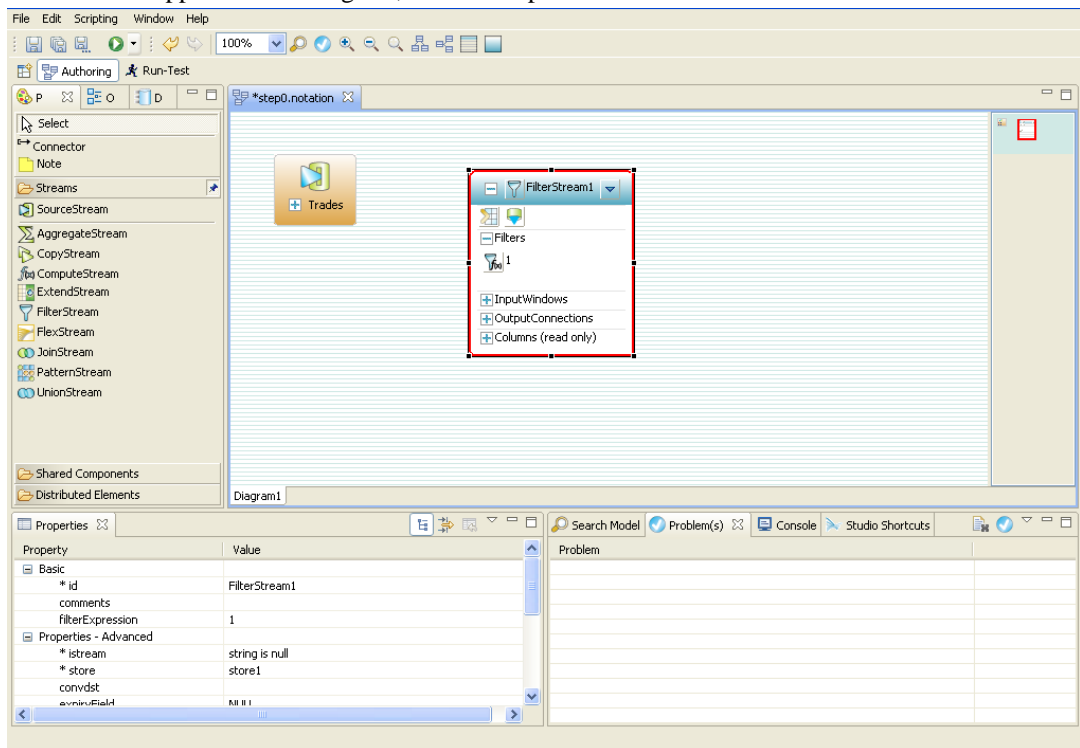 File Edit Scripting Window Help
100%
Authoring Run-Test
P O D
*step0.notation
Select
Connector
Note
Streams
SourceStream
AggregateStream
CopyStream
ComputeStream
ExtendStream
FilterStream
FlexStream
JoinStream
PatternStream
UnionStream
Shared Components
Distributed Elements
Trades
FilterStream1
Filters
1
InputWindows
OutputConnections
Columns (read only)
Diagram1
Properties
Property Value
Basic
* id FilterStream1
comments
filterExpression 1
Properties - Advanced
* istream string is null
* store store1
convdst
expiryField NULL
Search Model Problem(s) Console Studio Shortcuts
Problem